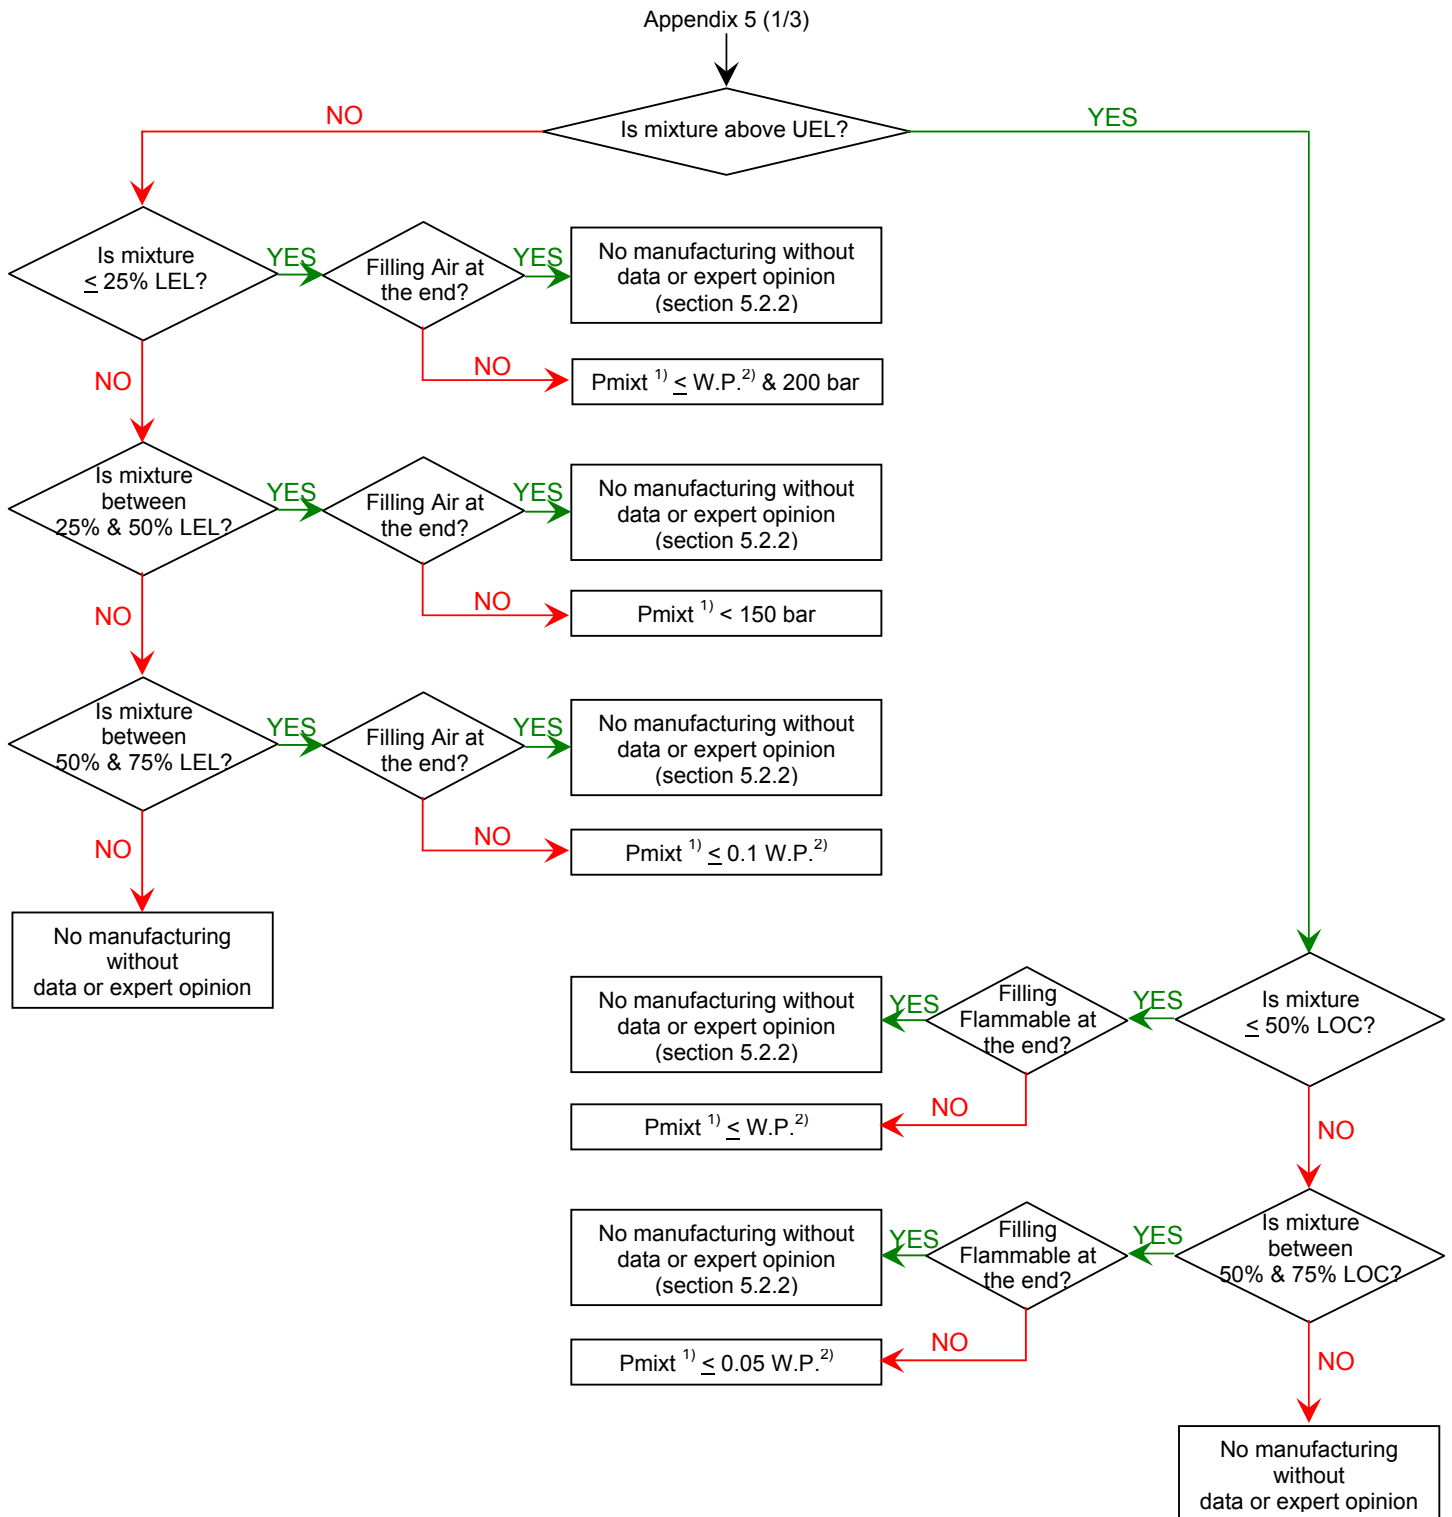 Appendix 5 (1/3)
Is mixture above UEL?
NO
YES
Is mixture
≤ 25% LEL?
YES
Filling Air at
the end?
YES
No manufacturing without
data or expert opinion
(section 5.2.2)
NO
Pmixt 1) ≤ W.P.2) & 200 bar
NO
Is mixture
between
25% & 50% LEL?
YES
Filling Air at
the end?
YES
No manufacturing without
data or expert opinion
(section 5.2.2)
NO
Pmixt 1) < 150 bar
NO
Is mixture
between
50% & 75% LEL?
YES
Filling Air at
the end?
YES
No manufacturing without
data or expert opinion
(section 5.2.2)
NO
Pmixt 1) ≤ 0.1 W.P.2)
NO
No manufacturing
without
data or expert opinion
Is mixture
≤ 50% LOC?
YES
Filling
Flammable at
the end?
YES
No manufacturing without
data or expert opinion
(section 5.2.2)
NO
Pmixt 1) ≤ W.P.2)
NO
Is mixture
between
50% & 75% LOC?
YES
Filling
Flammable at
the end?
YES
No manufacturing without
data or expert opinion
(section 5.2.2)
NO
Pmixt 1) ≤ 0.05 W.P.2)
NO
No manufacturing
without
data or expert opinion